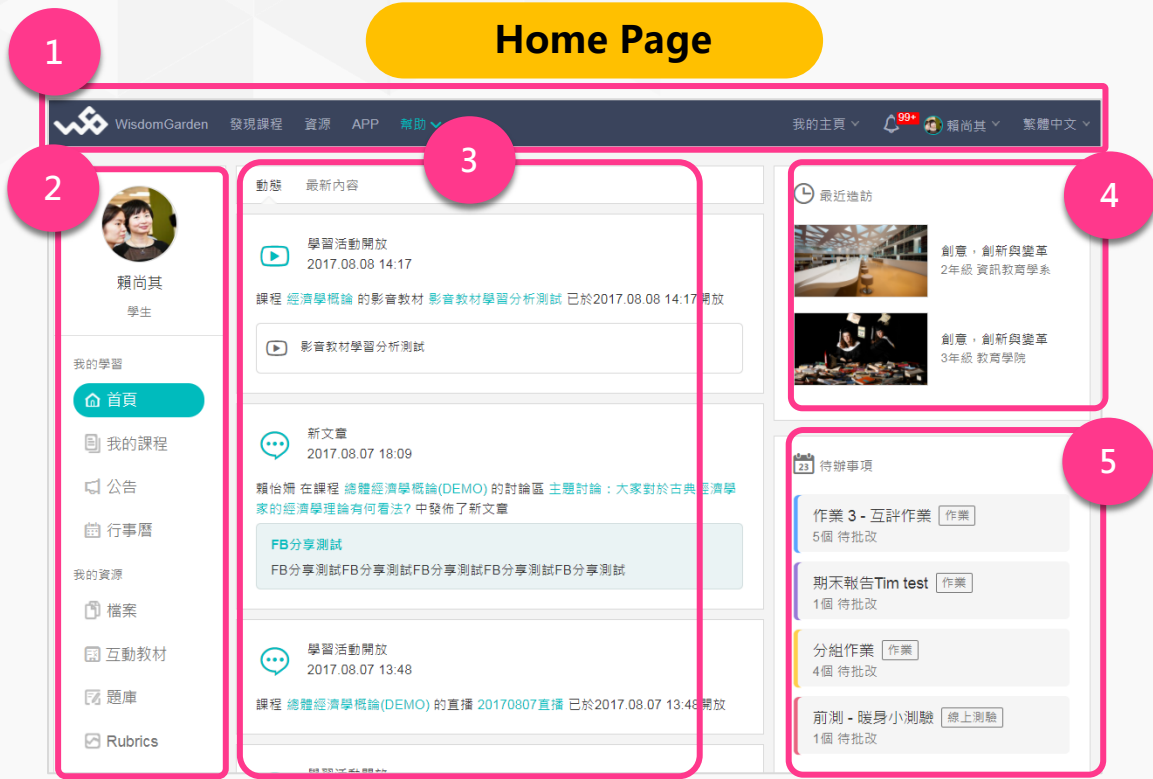 Home Page
1
WisdomGarden 發現課程 資源 APP 幫助 我的主頁 99+ 賴尚其 繁體中文
2
賴尚其
學生
我的學習
首頁
我的課程
公告
行事曆
我的資源
檔案
互動教材
題庫
Rubrics
3
動態 最新內容
學習活動開放
2017.08.08 14:17
課程 經濟學概論 的影音教材 影音教材學習分析測試 已於2017.08.08 14:17開放
影音教材學習分析測試
新文章
2017.08.07 18:09
賴怡姍 在課程 總體經濟學概論(DEMO) 的討論區 主題討論：大家對於古典經濟學
家的經濟學理論有何看法? 中發佈了新文章
FB分享測試
FB分享測試FB分享測試FB分享測試FB分享測試FB分享測試
學習活動開放
2017.08.07 13:48
課程 總體經濟學概論(DEMO) 的直播 20170807直播 已於2017.08.07 13:48開放
4
最近造訪
創意，創新與變革
2年級 資訊教育學系
創意，創新與變革
3年級 教育學院
5
23 待辦事項
作業 3 - 互評作業 作業
5個 待批改
期末報告Tim test 作業
1個 待批改
分組作業 作業
4個 待批改
前測 - 暖身小測驗 線上測驗
1個 待批改